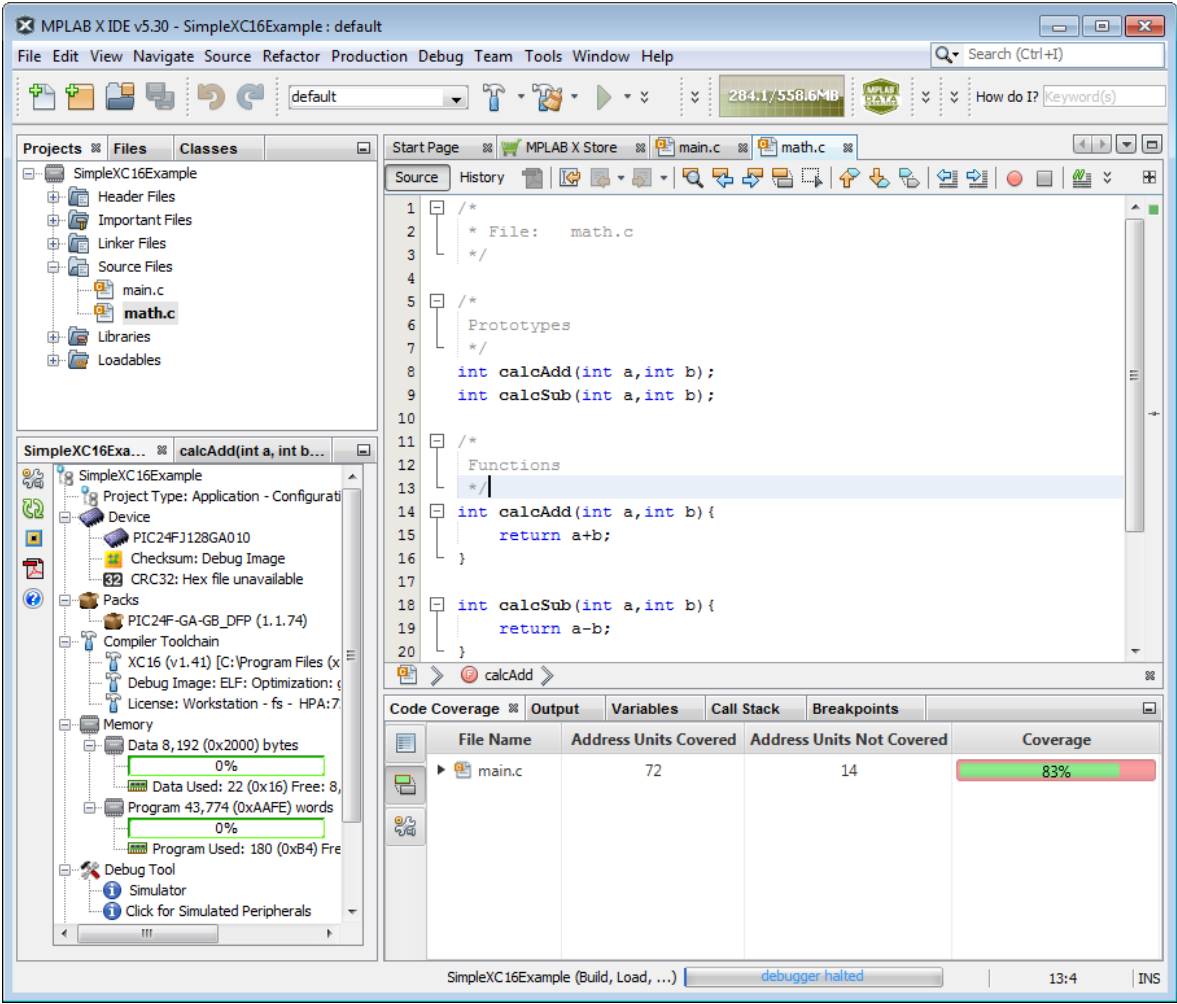 MPLAB X IDE v5.30 - SimpleXC16Example : default
File Edit View Navigate Source Refactor Production Debug Team Tools Window Help
Search (Ctrl+I)
default
284.1/558.6MB
How do I? Keyword(s)
Projects Files Classes
SimpleXC16Example
Header Files
Important Files
Linker Files
Source Files
main.c
math.c
Libraries
Loadables
SimpleXC16Exa... calcAdd(int a, int b...
SimpleXC16Example
Project Type: Application - Configurati
Device
PIC24FJ128GA010
Checksum: Debug Image
32 CRC32: Hex file unavailable
Packs
PIC24F-GA-GB_DFP (1.1.74)
Compiler Toolchain
XC16 (v1.41) [C:\Program Files (x
Debug Image: ELF: Optimization: g
License: Workstation - fs - HPA:7
Memory
Data 8,192 (0x2000) bytes
0%
Data Used: 22 (0x16) Free: 8,
Program 43,774 (0xAAFE) words
0%
Program Used: 180 (0xB4) Fre
Debug Tool
Simulator
Click for Simulated Peripherals
Start Page MPLAB X Store main.c math.c
Source History
1 /*
2 * File:   math.c
3 */
4
5 /*
6 Prototypes
7 */
8 int calcAdd(int a,int b);
9 int calcSub(int a,int b);
10
11 /*
12 Functions
13 */
14 int calcAdd(int a,int b){
15 return a+b;
16 }
17
18 int calcSub(int a,int b){
19 return a-b;
20 }
calcAdd
Code Coverage Output Variables Call Stack Breakpoints
File Name Address Units Covered Address Units Not Covered Coverage
main.c 72 14 83%
SimpleXC16Example (Build, Load, ...) debugger halted 13:4 INS